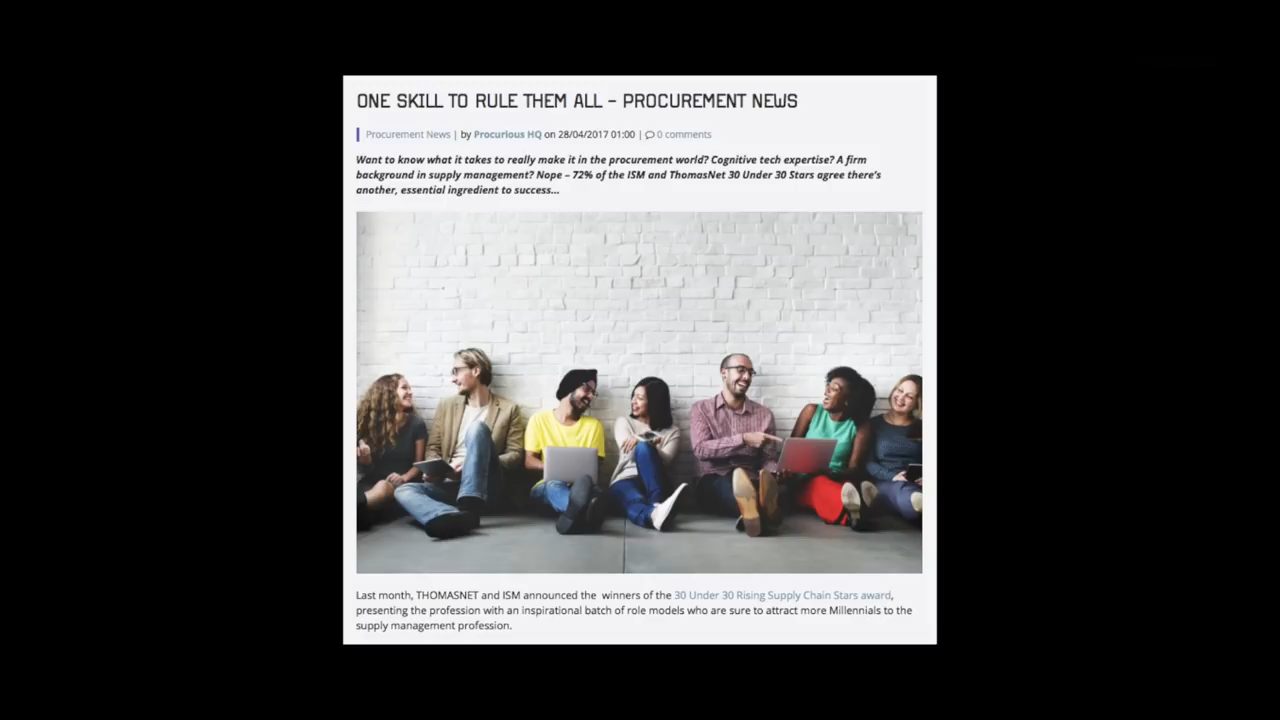 ONE SKILL TO RULE THEM ALL – PROCUREMENT NEWS
Procurement News | by Procurious HQ on 28/04/2017 01:00 | 0 comments
Want to know what it takes to really make it in the procurement world? Cognitive tech expertise? A firm
background in supply management? Nope – 72% of the ISM and ThomasNet 30 Under 30 Stars agree there's
another, essential ingredient to success...
Last month, THOMASNET and ISM announced the winners of the 30 Under 30 Rising Supply Chain Stars award,
presenting the profession with an inspirational batch of role models who are sure to attract more Millennials to the
supply management profession.